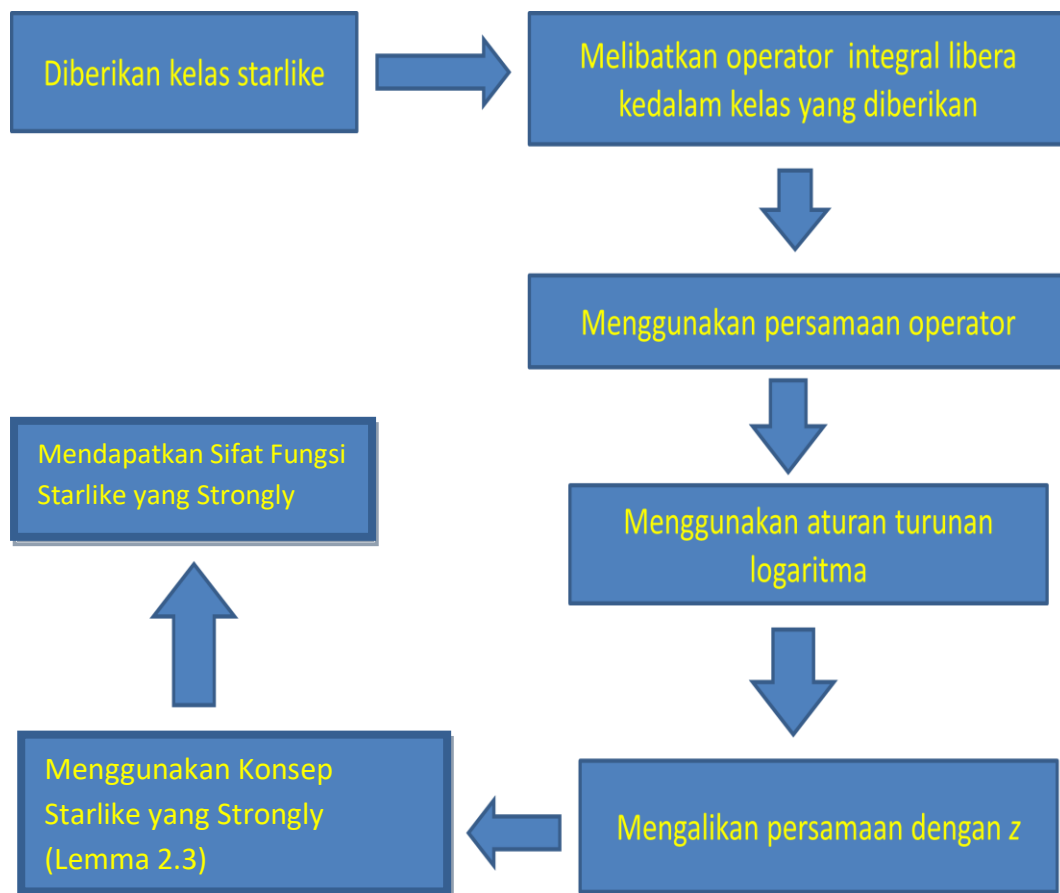 Diberikan kelas starlike
Melibatkan operator integral libera
kedalam kelas yang diberikan
Menggunakan persamaan operator
Menggunakan aturan turunan
logaritma
Mengalikan persamaan dengan z
Menggunakan Konsep
Starlike yang Strongly
(Lemma 2.3)
Mendapatkan Sifat Fungsi
Starlike yang Strongly